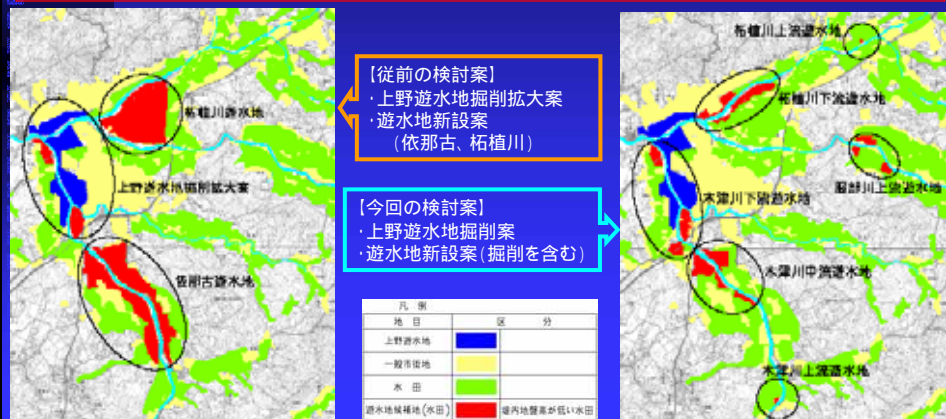 柘植川遊水地
上野遊水地掘削拡大案
依那古遊水地
【従前の検討案】
・上野遊水地掘削拡大案
・遊水地新設案
(依那古、柘植川)
【今回の検討案】
・上野遊水地掘削案
・遊水地新設案(掘削を含む)
凡例
地目 区分
上野遊水地
一般市街地
水田
遊水地候補地(水田) 堤内地盤高が低い水田
柘植川上流遊水地
柘植川下流遊水地
服部川上流遊水地
木津川下流遊水地
木津川中流遊水地
木津川上流遊水地